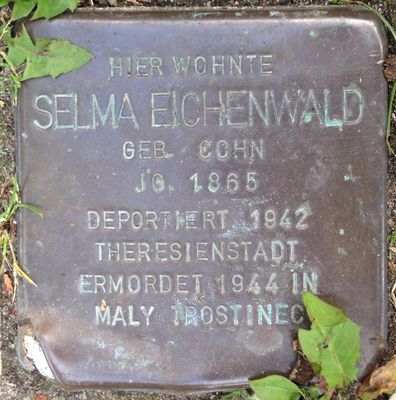 HIER WOHNTE
SELMA EICHENWALD
GEB. COHN
JG. 1865
DEPORTIERT 1942
THERESIENSTADT
ERMORDET 1944 IN
MALY TROSTINEC